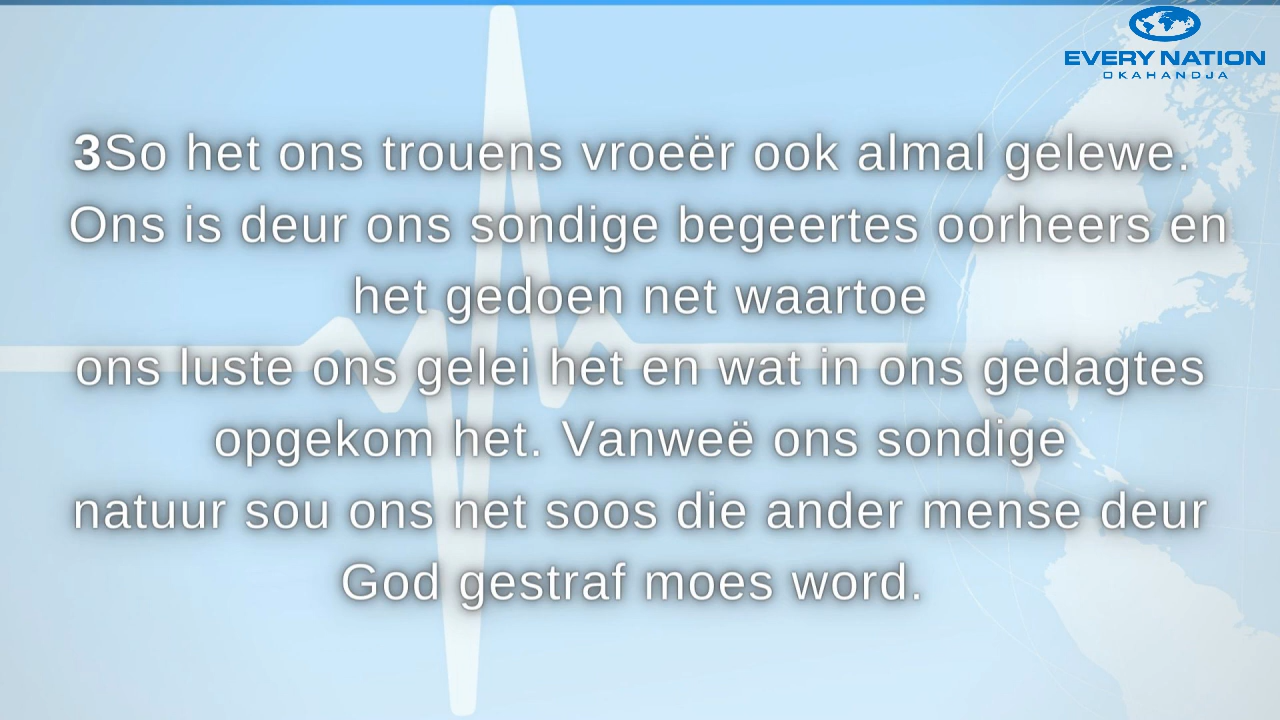 EVERY NATION
OKAHANDJA
3So het ons trouens vroeër ook almal gelewe.
Ons is deur ons sondige begeertes oorheers en
het gedoen net waartoe
ons luste ons gelei het en wat in ons gedagtes
opgekom het. Vanweë ons sondige
natuur sou ons net soos die ander mense deur
God gestraf moes word.